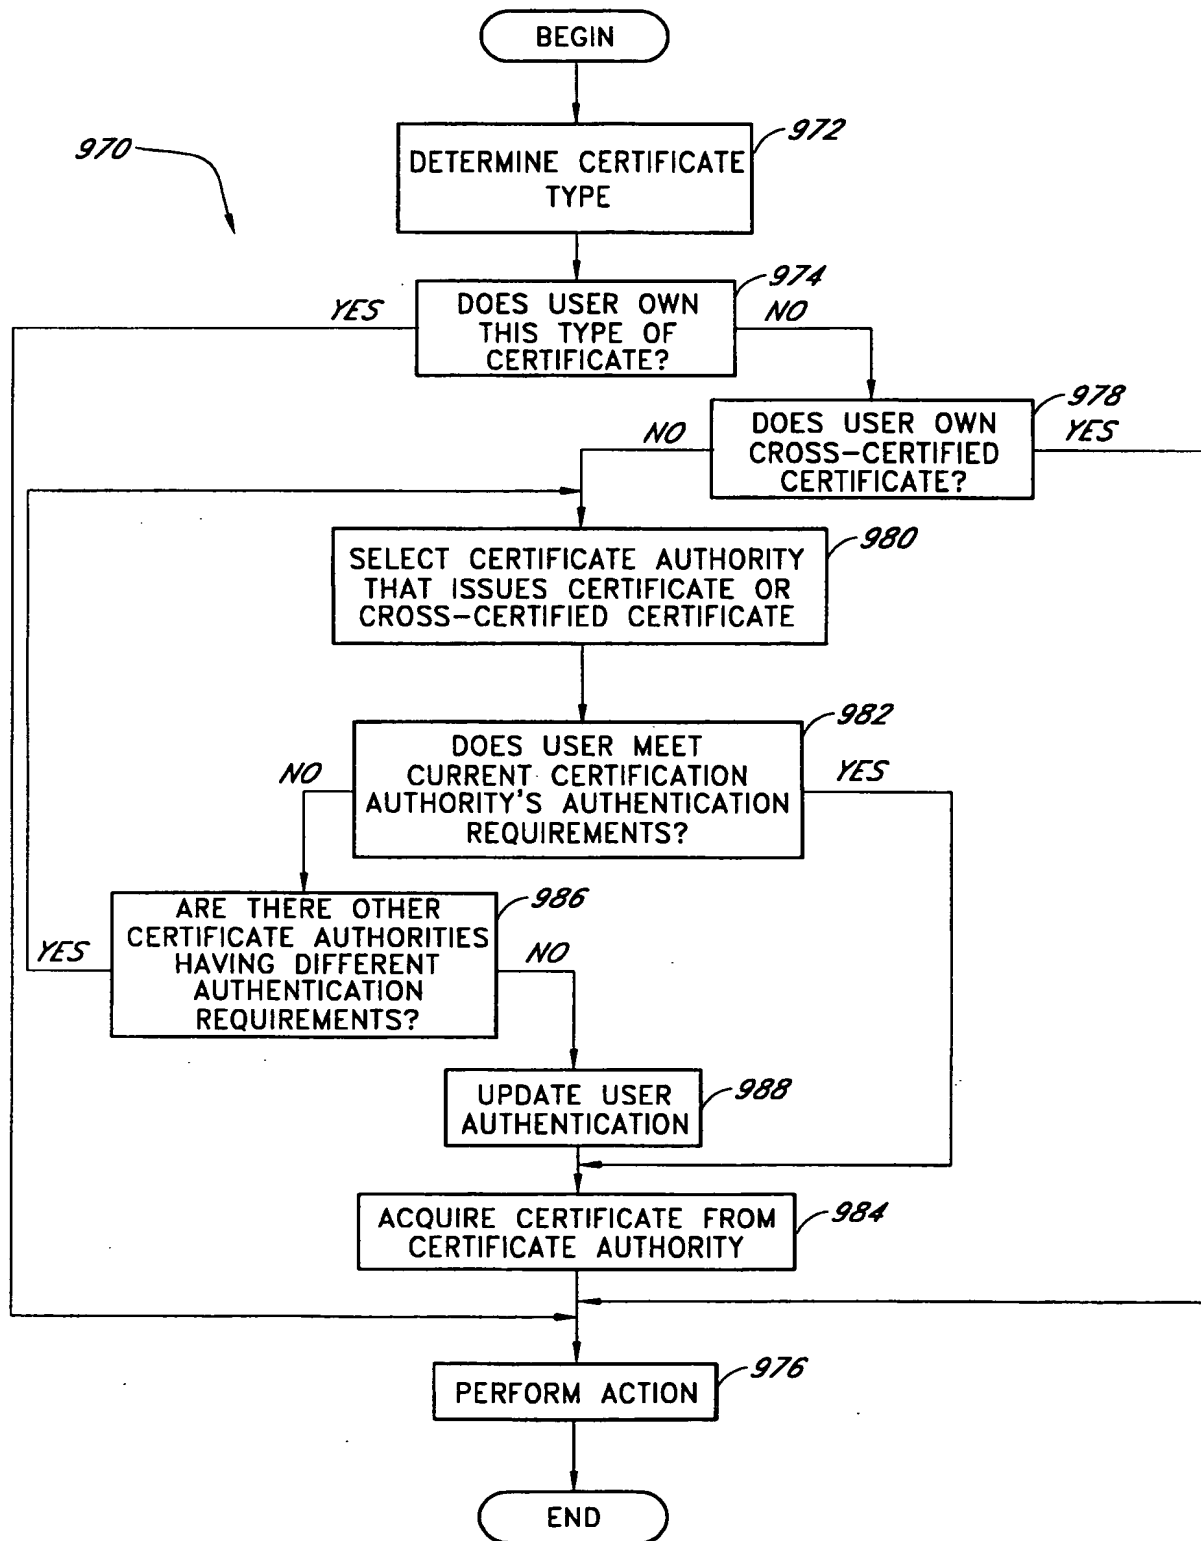 BEGIN
970
972
DETERMINE CERTIFICATE
TYPE
974
YES
DOES USER OWN
THIS TYPE OF
CERTIFICATE?
NO
978
NO
DOES USER OWN
CROSS-CERTIFIED
CERTIFICATE?
YES
980
SELECT CERTIFICATE AUTHORITY
THAT ISSUES CERTIFICATE OR
CROSS-CERTIFIED CERTIFICATE
982
NO
DOES USER MEET
CURRENT CERTIFICATION
AUTHORITY'S AUTHENTICATION
REQUIREMENTS?
YES
986
YES
ARE THERE OTHER
CERTIFICATE AUTHORITIES
HAVING DIFFERENT
AUTHENTICATION
REQUIREMENTS?
NO
988
UPDATE USER
AUTHENTICATION
984
ACQUIRE CERTIFICATE FROM
CERTIFICATE AUTHORITY
976
PERFORM ACTION
END